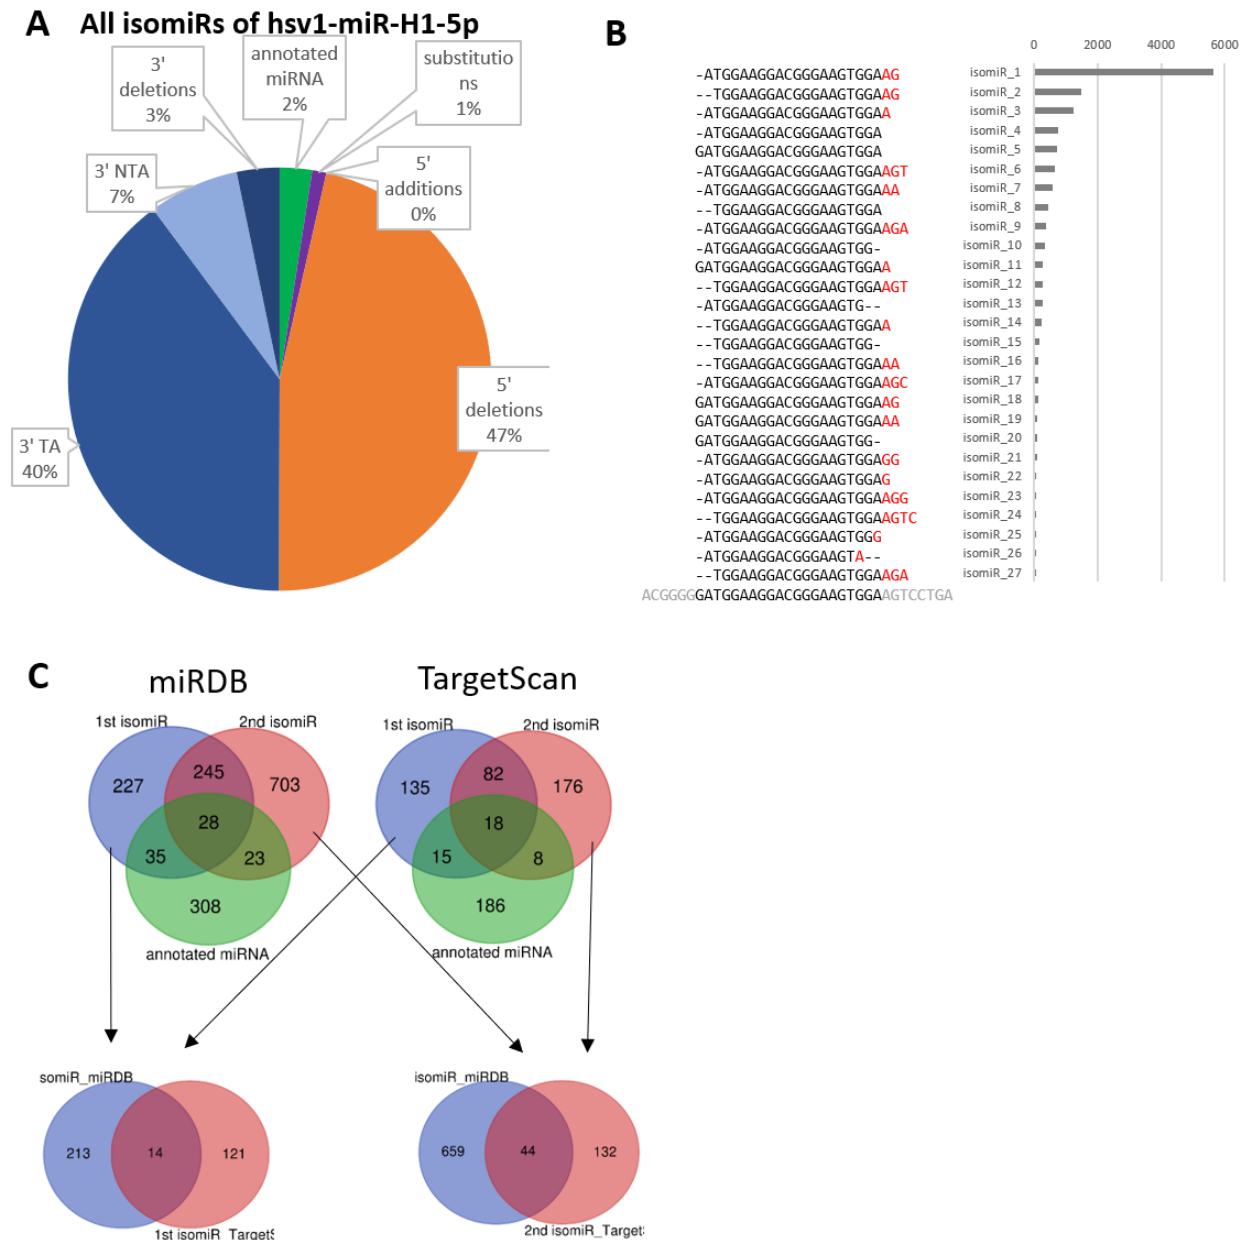 A
All isomiRs of hsv1-miR-H1-5p
3'
deletions
3%
annotated
miRNA
2%
substitutio
ns
1%
5'
additions
0%
3' NTA
7%
3' TA
40%
5'
deletions
47%
B
0 2000 4000 6000
-ATGGAAGGACGGGAAGTGGAAG isomiR_1
--TGGAAGGACGGGAAGTGGAAG isomiR_2
-ATGGAAGGACGGGAAGTGGAA isomiR_3
-ATGGAAGGACGGGAAGTGGA isomiR_4
GATGGAAGGACGGGAAGTGGA isomiR_5
-ATGGAAGGACGGGAAGTGGAAGT isomiR_6
-ATGGAAGGACGGGAAGTGGAAA isomiR_7
--TGGAAGGACGGGAAGTGGA isomiR_8
-ATGGAAGGACGGGAAGTGGAAGA isomiR_9
-ATGGAAGGACGGGAAGTGG- isomiR_10
GATGGAAGGACGGGAAGTGGAA isomiR_11
--TGGAAGGACGGGAAGTGGAAGT isomiR_12
-ATGGAAGGACGGGAAGTG-- isomiR_13
--TGGAAGGACGGGAAGTGGAA isomiR_14
--TGGAAGGACGGGAAGTGG- isomiR_15
--TGGAAGGACGGGAAGTGGAAA isomiR_16
-ATGGAAGGACGGGAAGTGGAAGC isomiR_17
GATGGAAGGACGGGAAGTGGAAG isomiR_18
GATGGAAGGACGGGAAGTGGAAA isomiR_19
GATGGAAGGACGGGAAGTGG- isomiR_20
-ATGGAAGGACGGGAAGTGGAGG isomiR_21
-ATGGAAGGACGGGAAGTGGAG isomiR_22
-ATGGAAGGACGGGAAGTGGAAGG isomiR_23
--TGGAAGGACGGGAAGTGGAAGTC isomiR_24
-ATGGAAGGACGGGAAGTGGG isomiR_25
-ATGGAAGGACGGGAAGTA-- isomiR_26
--TGGAAGGACGGGAAGTGGAAGA isomiR_27
ACGGGGGATGGAAGGACGGGAAGTGGAAGTCCTGA
C
miRDB
1st isomiR 2nd isomiR
227 245 703
28
35 23
308
annotated miRNA
TargetScan
1st isomiR 2nd isomiR
135 82 176
18
15 8
186
annotated miRNA
somiR_miRDB
213 14 121
1st isomiR_TargetS
isomiR_miRDB
659 44 132
2nd isomiR_Target